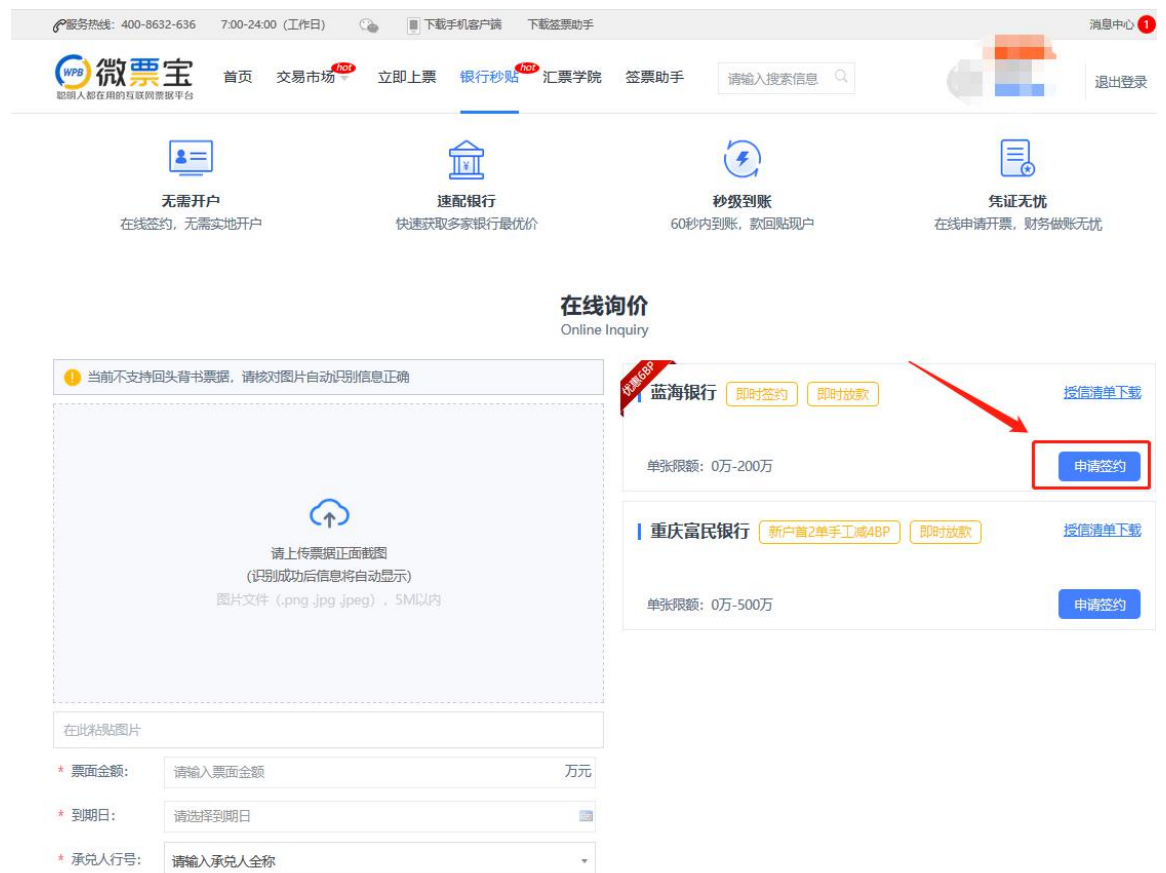 服务热线：400-8632-636 7:00-24:00（工作日） 下载手机客户端 下载签票助手 消息中心 1
WPB 微票宝
聪明人都在用的互联网票据平台
首页 交易市场 hot 立即上票 银行秒贴 hot 汇票学院 签票助手 请输入搜索信息 退出登录
无需开户 速配银行 秒级到账 凭证无忧
在线签约，无需实地开户 快速获取多家银行最优价 60秒内到账，款回贴现户 在线申请开票，财务做账无忧
在线询价
Online Inquiry
当前不支持回头背书票据，请核对图片自动识别信息正确
请上传票据正面截图
(识别成功后信息将自动显示)
图片文件（.png .jpg .jpeg），5M以内
在此粘贴图片
* 票面金额： 请输入票面金额 万元
* 到期日： 请选择到期日
* 承兑人行号： 请输入承兑人全称
优惠6BP
蓝海银行 即时签约 即时放款 授信清单下载
单张限额：0万-200万 申请签约
重庆富民银行 新户首2单手工减4BP 即时放款 授信清单下载
单张限额：0万-500万 申请签约